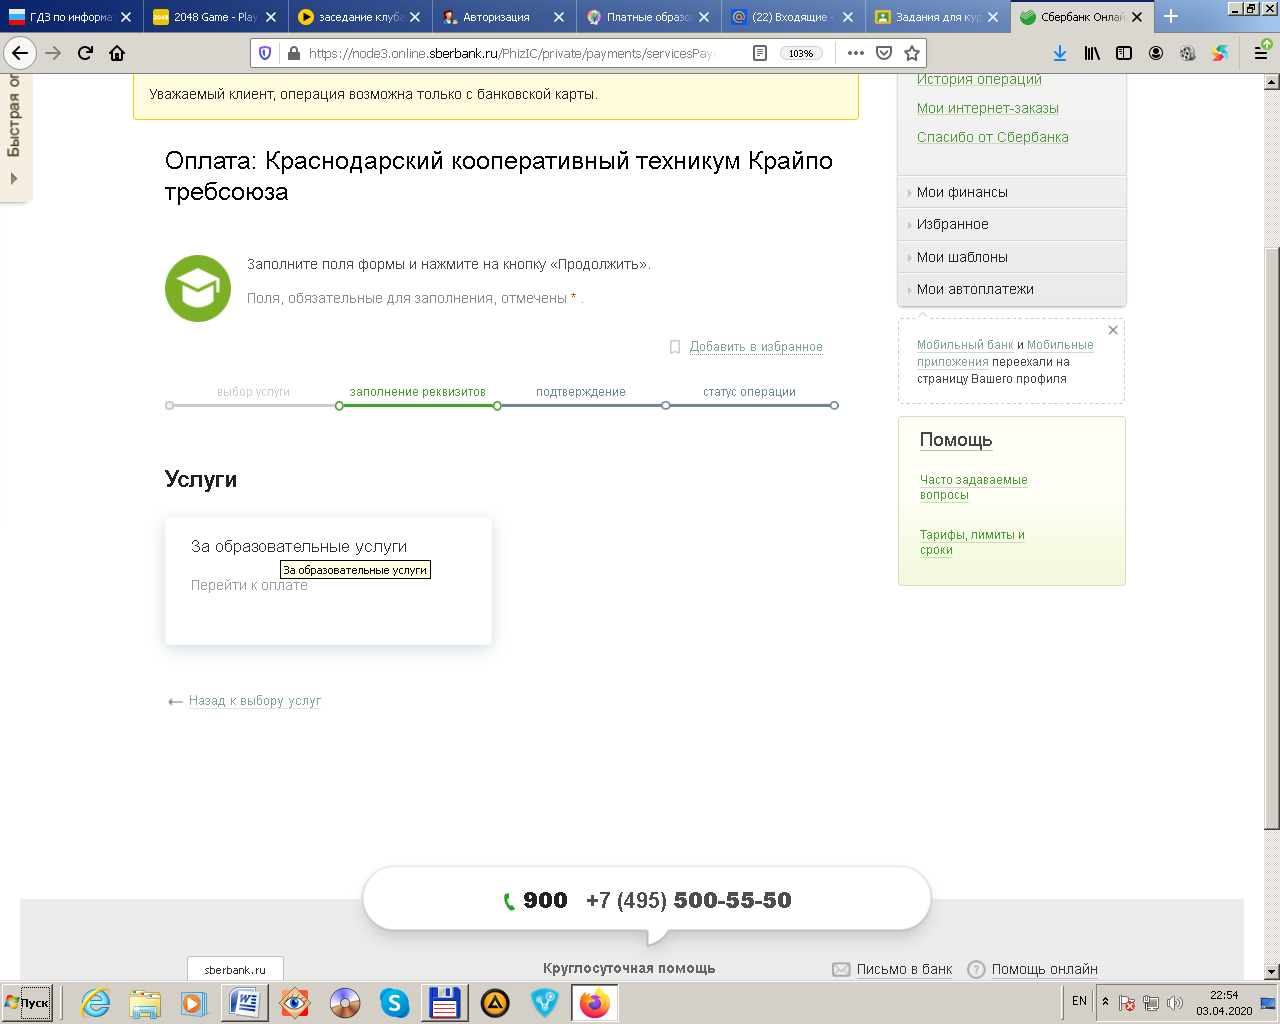 ГДЗ по информа
2048 Game - Play
заседание клуба
Авторизация
Платные образо
(22) Входящие -
Задания для кур
Сбербанк Онлай
https://node3.online.sberbank.ru/PhizIC/private/payments/servicesPay
103%
Быстрая оп
Уважаемый клиент, операция возможна только с банковской карты.
Оплата: Краснодарский кооперативный техникум Крайпо
требсоюза
Заполните поля формы и нажмите на кнопку «Продолжить».
Поля, обязательные для заполнения, отмечены * .
Добавить в избранное
выбор услуги
заполнение реквизитов
подтверждение
статус операции
Услуги
За образовательные услуги
За образовательные услуги
Перейти к оплате
Назад к выбору услуг
История операций
Мои интернет-заказы
Спасибо от Сбербанка
Мои финансы
Избранное
Мои шаблоны
Мои автоплатежи
Мобильный банк и Мобильные
приложения переехали на
страницу Вашего профиля
Помощь
Часто задаваемые
вопросы
Тарифы, лимиты и
сроки
900 +7 (495) 500-55-50
sberbank.ru
Круглосуточная помощь
Письмо в банк
Помощь онлайн
Пуск
EN
22:54
03.04.2020